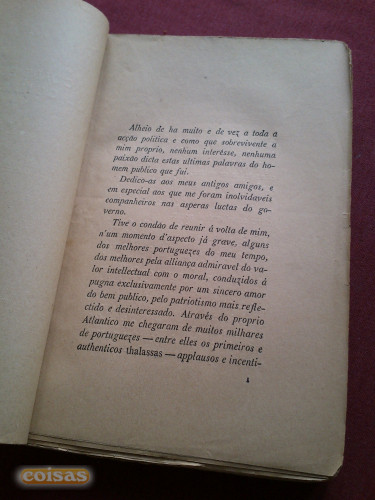 Alheio de ha muito e de vez a toda a
acção politica e como que sobrevivente a
mim proprio, nenhum interêsse, nenhuma
paixão dicta estas ultimas palavras do ho-
mem publico que fui.
Dedico-as aos meus antigos amigos, e
em especial aos que me foram inolvidaveis
companheiros nas asperas luctas do go-
verno.
Tive o condão de reunir á volta de mim,
n'um momento d'aspecto já grave, alguns
dos melhores portuguezes do meu tempo,
dos melhores pela alliança admiravel do va-
lor intellectual com o moral, conduzidos á
pugna exclusivamente por um sincero amor
do bem publico, pelo patriotismo mais refle-
ctido e desinteressado. Através do proprio
Atlantico me chegaram de muitos milhares
de portuguezes — entre elles os primeiros e
authenticos thalassas — applausos e incenti-
1
coisas